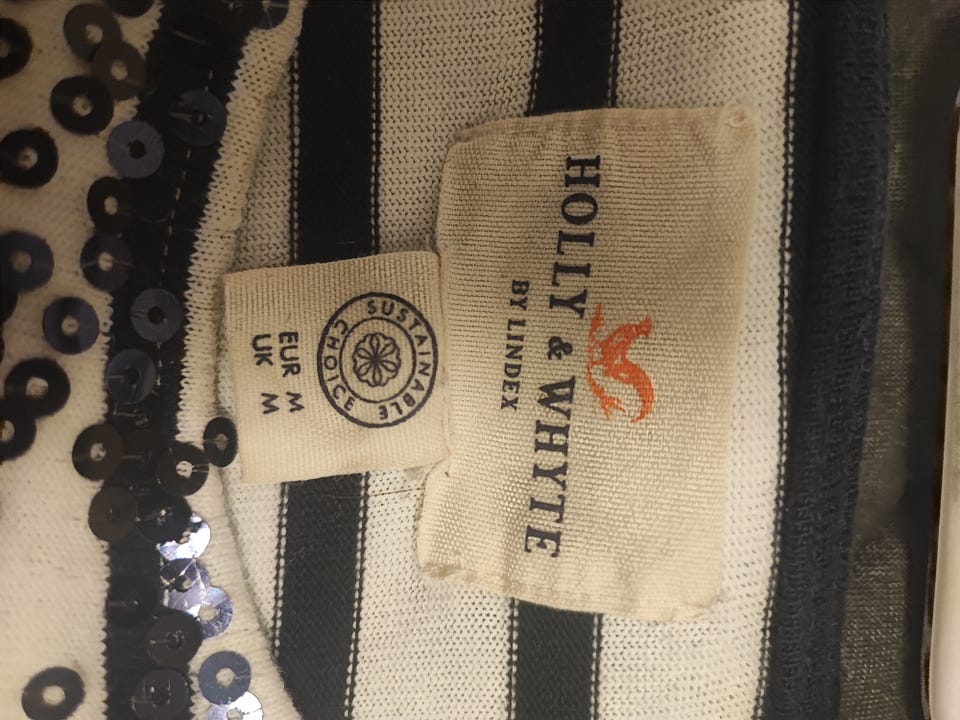 HOLLY & WHYTE
BY LINDEX
SUSTAINABLE
CHOICE
EUR M
UK M